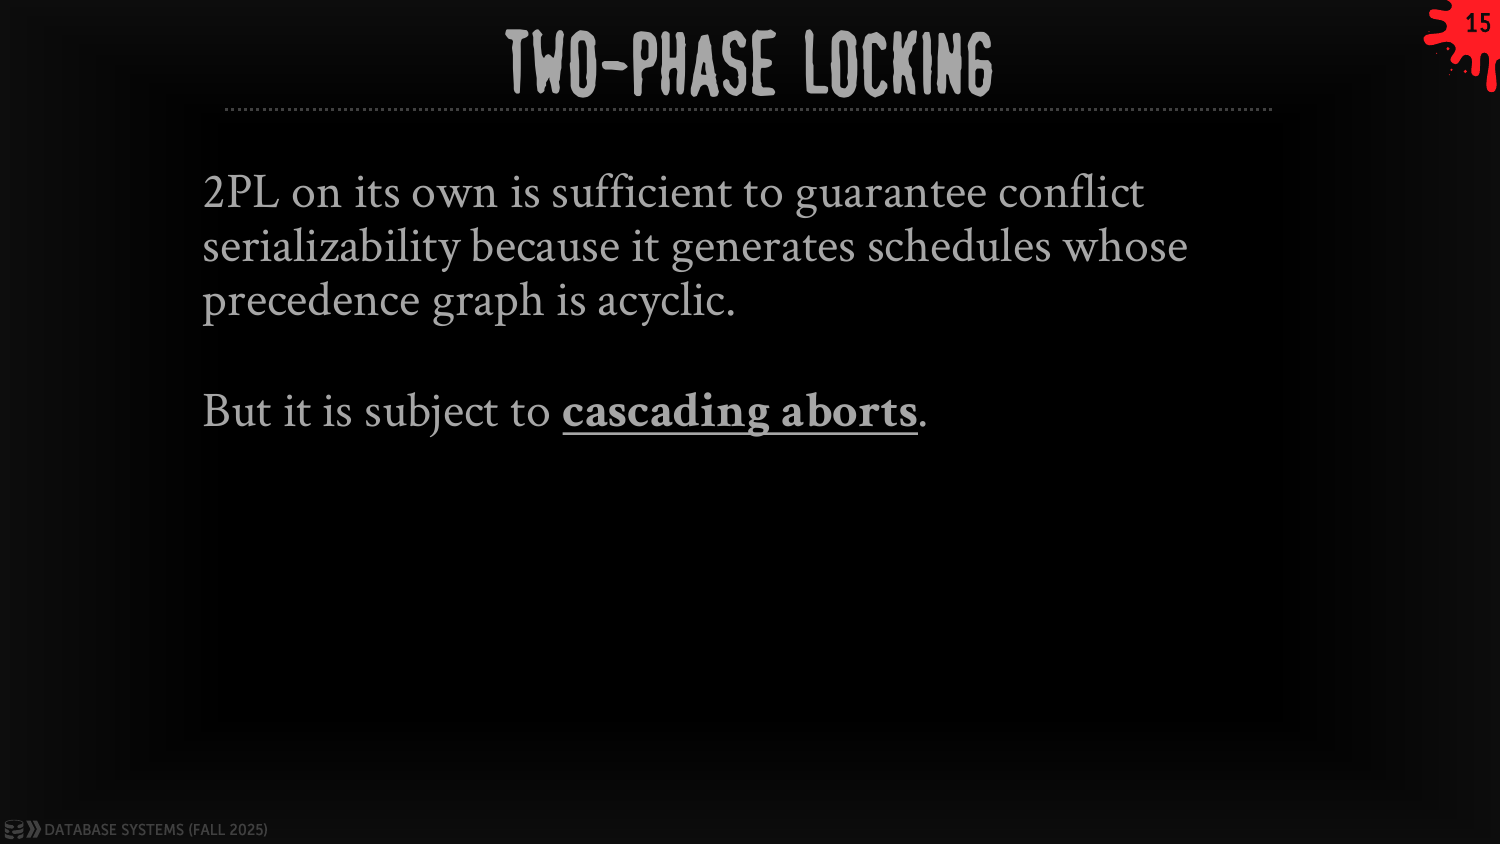 TWO-PHASE LOCKING
15
2PL on its own is sufficient to guarantee conflict
serializability because it generates schedules whose
precedence graph is acyclic.
But it is subject to cascading aborts.
DATABASE SYSTEMS (FALL 2025)